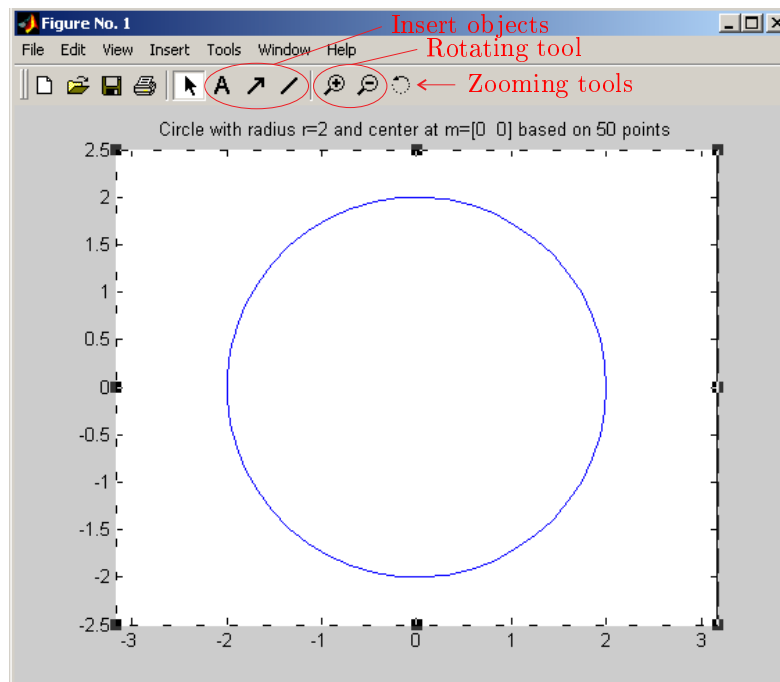 Figure No. 1
Insert objects
File Edit View Insert Tools Window Help
Rotating tool
A
Zooming tools
Circle with radius r=2 and center at m=[0 0] based on 50 points
2.5
2
1.5
1
0.5
0
-0.5
-1
-1.5
-2
-2.5
-3 -2 -1 0 1 2 3